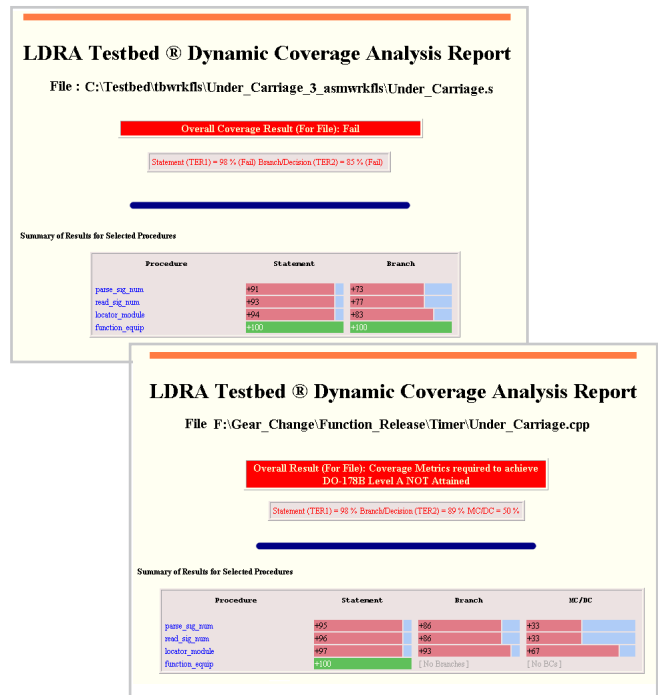 LDRA Testbed ® Dynamic Coverage Analysis Report
File : C:\Testbed\tbwrkfls\Under_Carriage_3_asmwrkfls\Under_Carriage.s
Overall Coverage Result (For File): Fail
Statement (TER1) = 98 % (Fail) Branch/Decision (TER2) = 85 % (Fail)
Summary of Results for Selected Procedures
Procedure Statement Branch
parse_sig_num +91 +73
read_sig_num +93 +77
locator_module +94 +83
function_equip +100 +100
LDRA Testbed ® Dynamic Coverage Analysis Report
File F:\Gear_Change\Function_Release\Timer\Under_Carriage.cpp
Overall Result (For File): Coverage Metrics required to achieve
DO-178B Level A NOT Attained
Statement (TER1) = 98 % Branch/Decision (TER2) = 89 % MC/DC = 50 %
Summary of Results for Selected Procedures
Procedure Statement Branch MC/DC
parse_sig_num +95 +86 +33
read_sig_num +96 +86 +33
locator_module +97 +93 +67
function_equip +100 [ No Branches ] [ No BCs ]